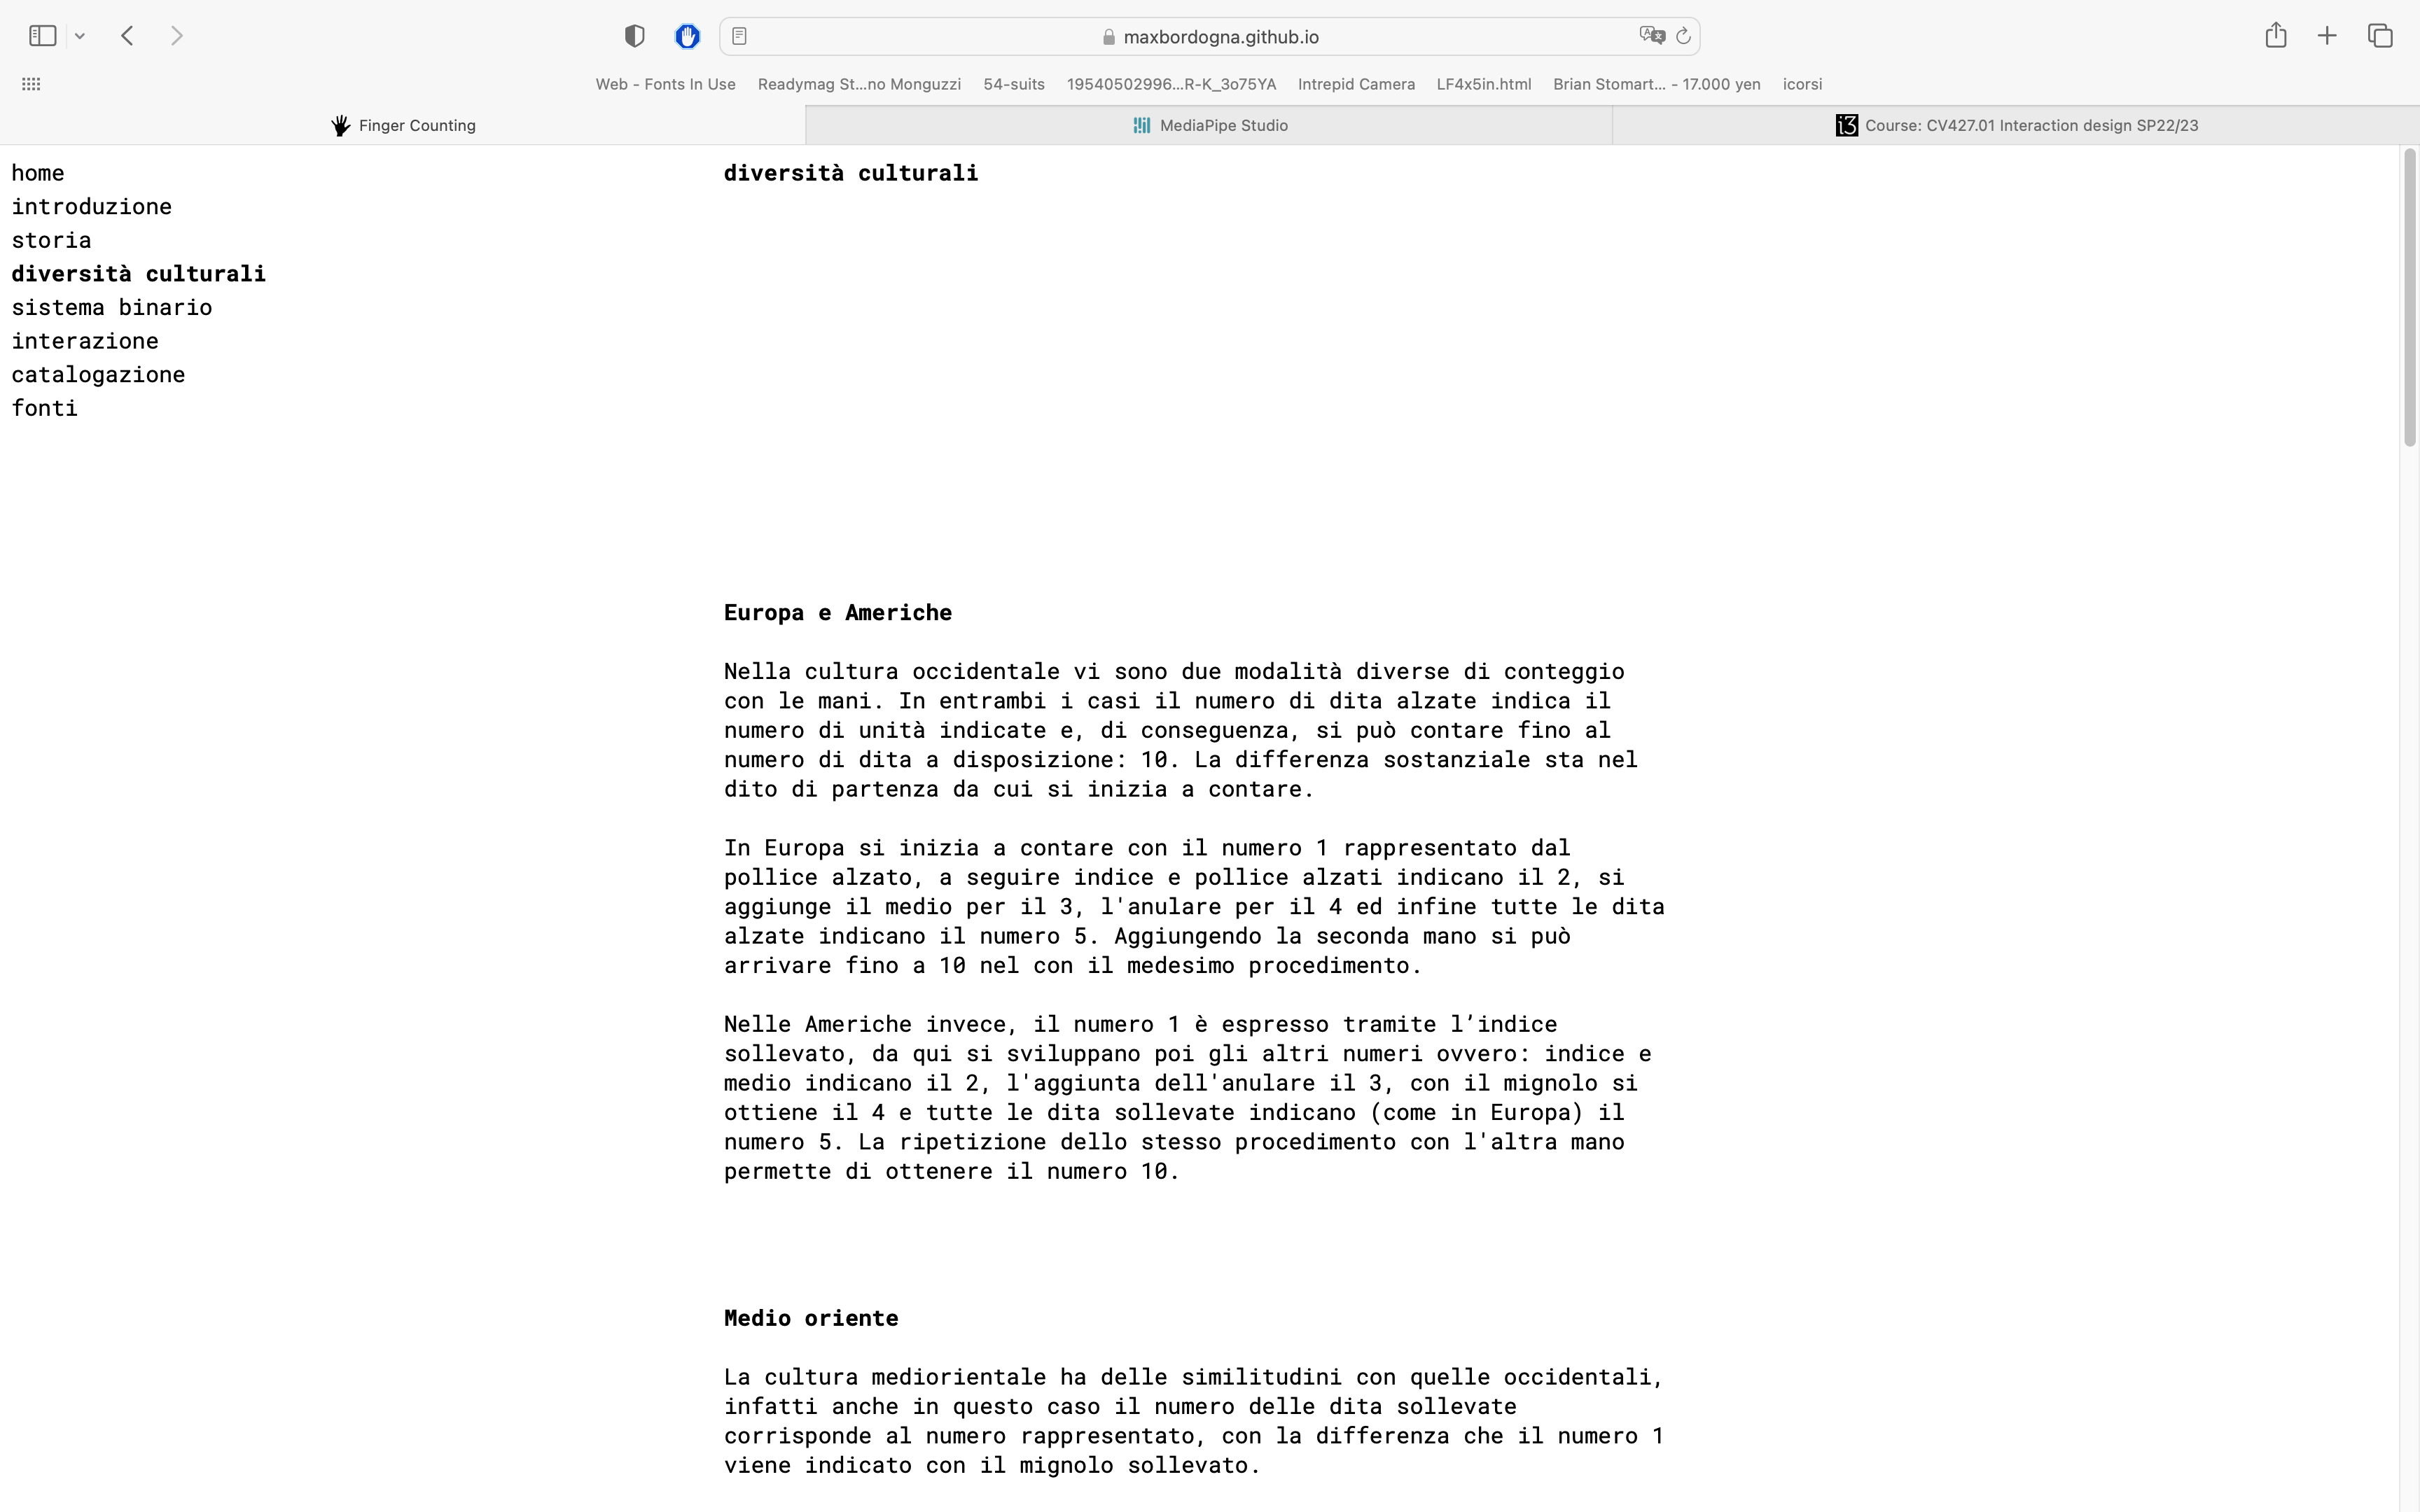 maxbordogna.github.io
Web - Fonts In Use
Readymag St...no Monguzzi
54-suits
19540502996...R-K_3o75YA
Intrepid Camera
LF4x5in.html
Brian Stomart... - 17.000 yen
icorsi
Finger Counting
MediaPipe Studio
i3
Course: CV427.01 Interaction design SP22/23
home
introduzione
storia
diversità culturali
sistema binario
interazione
catalogazione
fonti
diversità culturali
Europa e Americhe
Nella cultura occidentale vi sono due modalità diverse di conteggio
con le mani. In entrambi i casi il numero di dita alzate indica il
numero di unità indicate e, di conseguenza, si può contare fino al
numero di dita a disposizione: 10. La differenza sostanziale sta nel
dito di partenza da cui si inizia a contare.
In Europa si inizia a contare con il numero 1 rappresentato dal
pollice alzato, a seguire indice e pollice alzati indicano il 2, si
aggiunge il medio per il 3, l'anulare per il 4 ed infine tutte le dita
alzate indicano il numero 5. Aggiungendo la seconda mano si può
arrivare fino a 10 nel con il medesimo procedimento.
Nelle Americhe invece, il numero 1 è espresso tramite l’indice
sollevato, da qui si sviluppano poi gli altri numeri ovvero: indice e
medio indicano il 2, l'aggiunta dell'anulare il 3, con il mignolo si
ottiene il 4 e tutte le dita sollevate indicano (come in Europa) il
numero 5. La ripetizione dello stesso procedimento con l'altra mano
permette di ottenere il numero 10.
Medio oriente
La cultura mediorientale ha delle similitudini con quelle occidentali,
infatti anche in questo caso il numero delle dita sollevate
corrisponde al numero rappresentato, con la differenza che il numero 1
viene indicato con il mignolo sollevato.